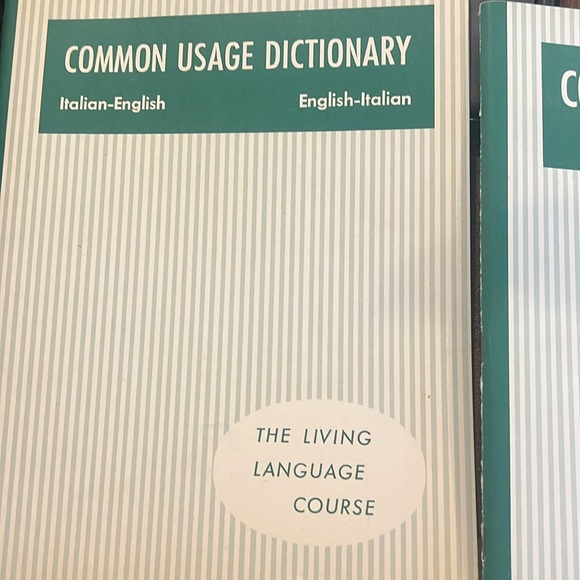 COMMON USAGE DICTIONARY
Italian-English English-Italian
THE LIVING
LANGUAGE
COURSE